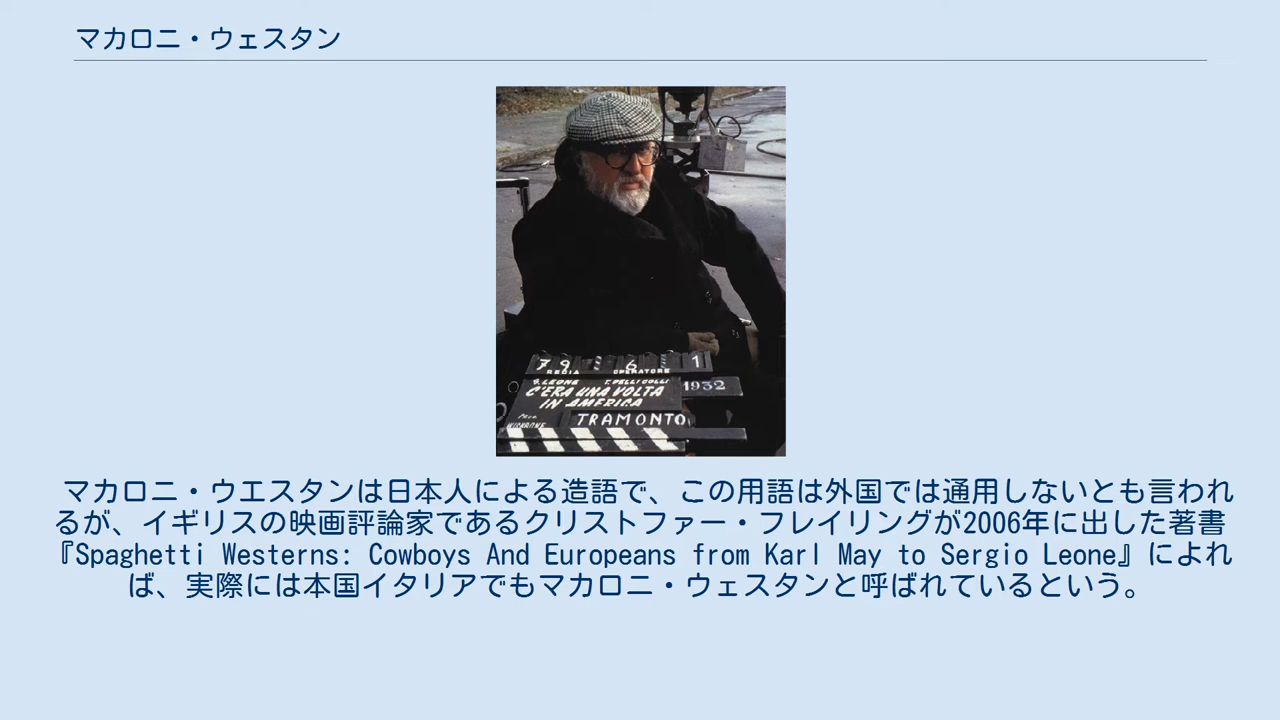 マカロニ・ウェスタン
7 9 6 1
REGIA OPERATORE
S. LEONE T. DELLI COLLI
1932
C'ERA UNA VOLTA
IN AMERICA
TRAMONTO
マカロニ・ウエスタンは日本人による造語で、この用語は外国では通用しないとも言われ
るが、イギリスの映画評論家であるクリストファー・フレイリングが2006年に出した著書
『Spaghetti Westerns: Cowboys And Europeans from Karl May to Sergio Leone』によれ
ば、実際には本国イタリアでもマカロニ・ウェスタンと呼ばれているという。